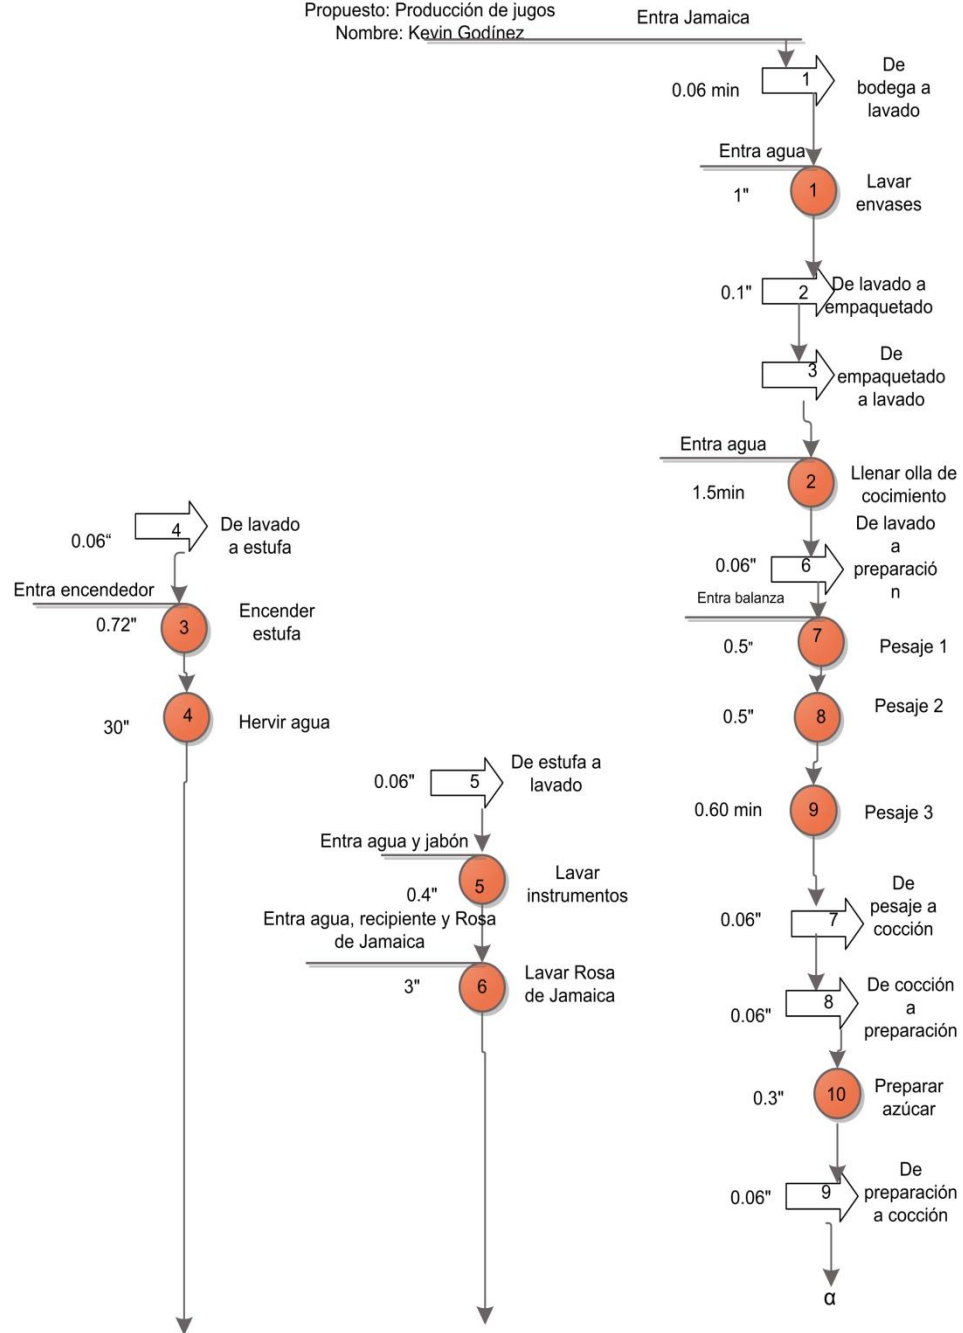 Propuesto: Producción de jugos
Nombre: Kevin Godínez
Entra Jamaica
1
De
bodega a
lavado
0.06 min
Entra agua
1
1"
Lavar
envases
0.1"
2
De lavado a
empaquetado
3
De
empaquetado
a lavado
Entra agua
2
1.5min
Llenar olla de
cocimiento
0.06"
6
De lavado
a
preparació
n
Entra balanza
7
0.5"
Pesaje 1
8
0.5"
Pesaje 2
9
0.60 min
Pesaje 3
0.06"
7
De
pesaje a
cocción
0.06"
8
De cocción
a
preparación
10
0.3"
Preparar
azúcar
0.06"
9
De
preparación
a cocción
α
0.06“
4
De lavado
a estufa
Entra encendedor
0.72"
3
Encender
estufa
4
30"
Hervir agua
0.06"
5
De estufa a
lavado
Entra agua y jabón
0.4"
5
Lavar
instrumentos
Entra agua, recipiente y Rosa
de Jamaica
3"
6
Lavar Rosa
de Jamaica